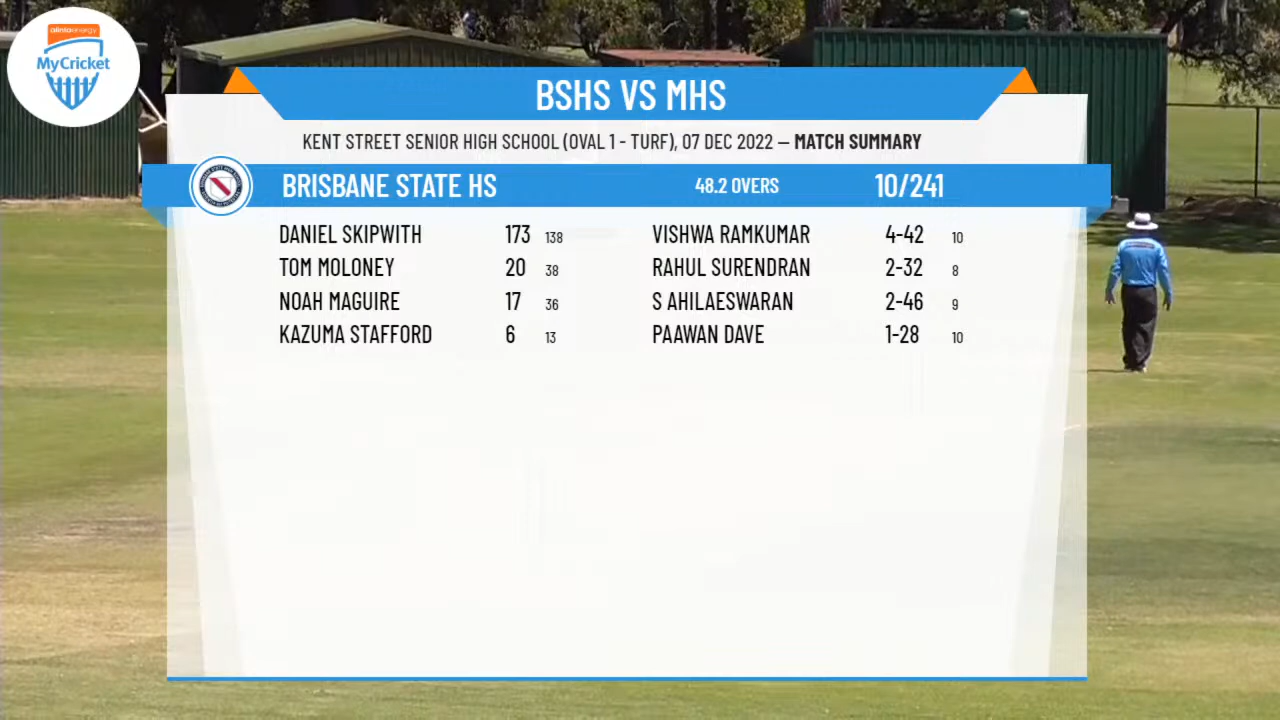 alintaenergy
MyCricket
BSHS VS MHS
KENT STREET SENIOR HIGH SCHOOL (OVAL 1 - TURF), 07 DEC 2022 – MATCH SUMMARY
BRISBANE STATE HS 48.2 OVERS 10/241
DANIEL SKIPWITH 173 138 VISHWA RAMKUMAR 4-42 10
TOM MOLONEY 20 38 RAHUL SURENDRAN 2-32 8
NOAH MAGUIRE 17 36 S AHILAESWARAN 2-46 9
KAZUMA STAFFORD 6 13 PAAWAN DAVE 1-28 10